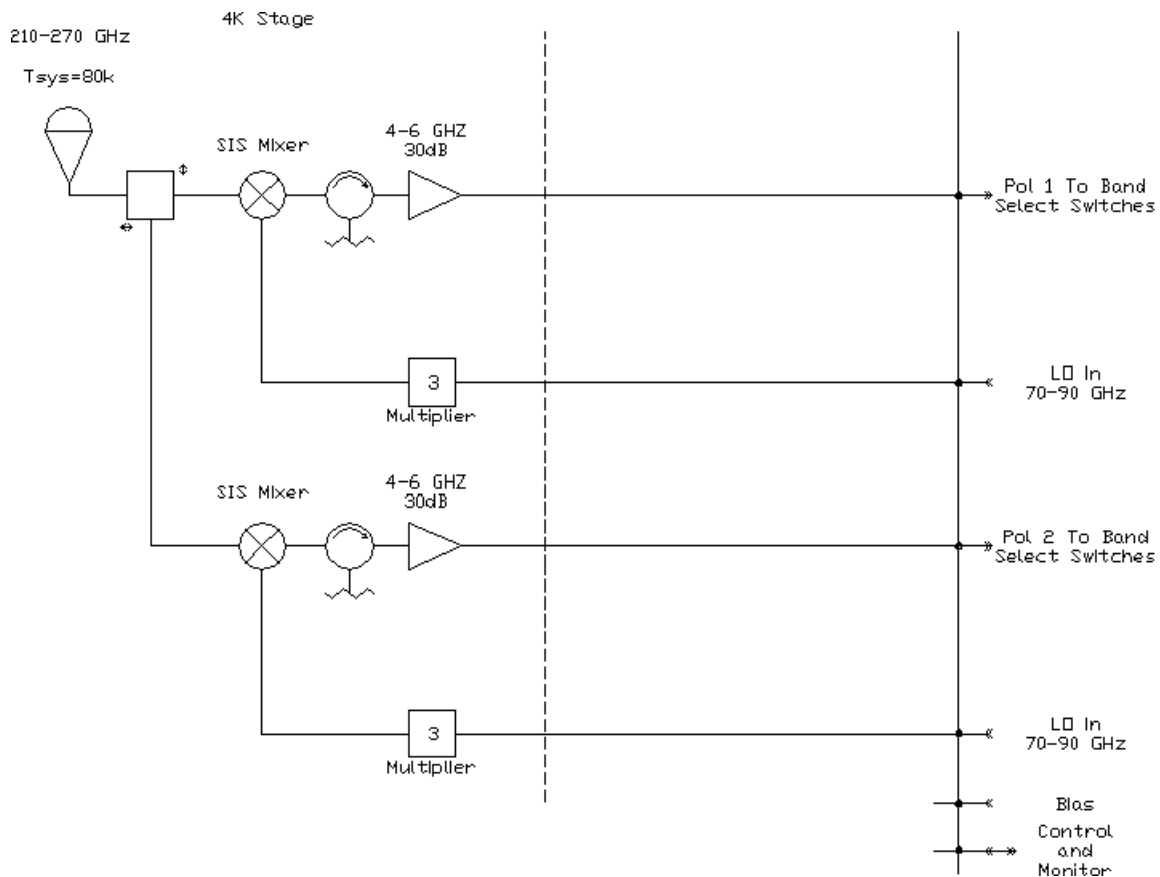 4K Stage
210-270 GHz
Tsys=80k
SIS Mixer
4-6 GHZ
30dB
Pol 1 To Band
Select Switches
3
Multiplier
LO In
70-90 GHz
SIS Mixer
4-6 GHZ
30dB
Pol 2 To Band
Select Switches
3
Multiplier
LO In
70-90 GHz
Bias
Control
and
Monitor